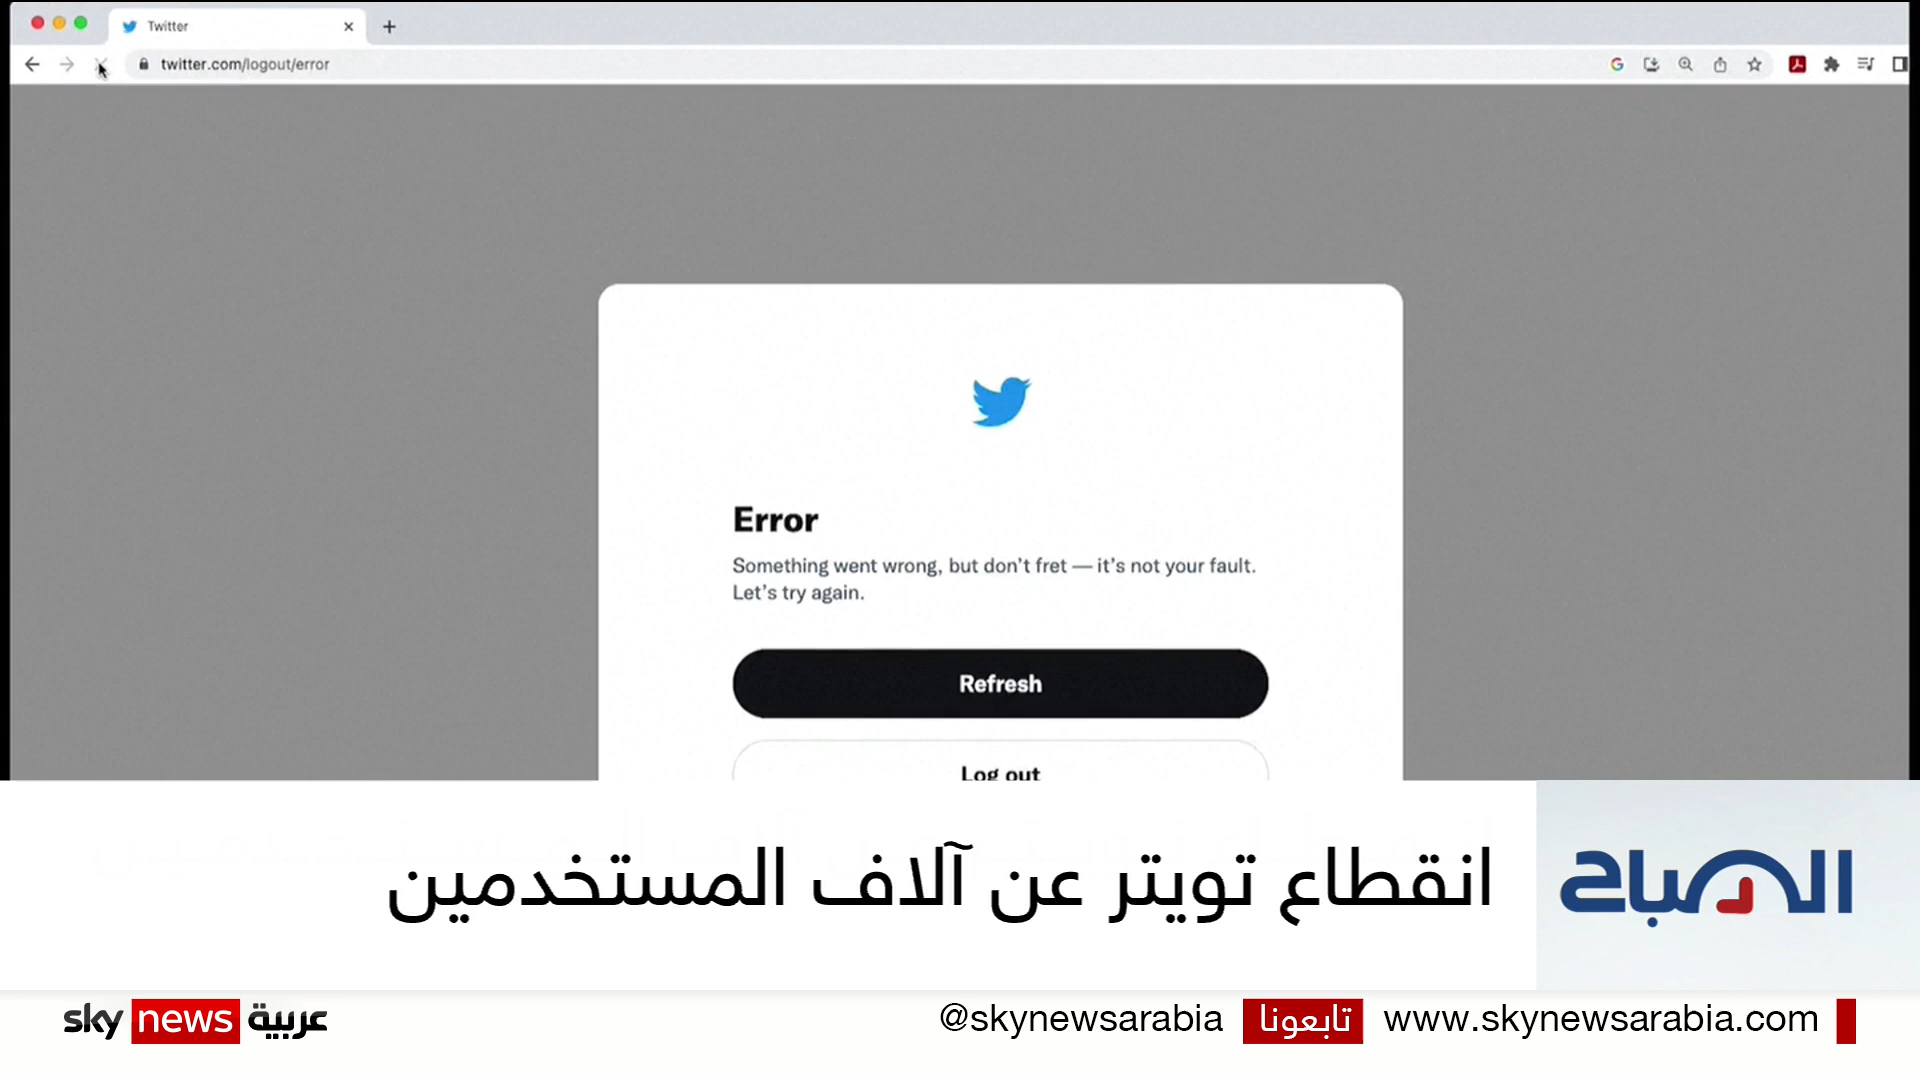 Twitter
twitter.com/logout/error
Error
Something went wrong, but don't fret — it's not your fault.
Let's try again.
Refresh
Log out
انقطاع تويتر عن آلاف المستخدمين
الصباح
sky news عربية
@skynewsarabia تابعونا www.skynewsarabia.com